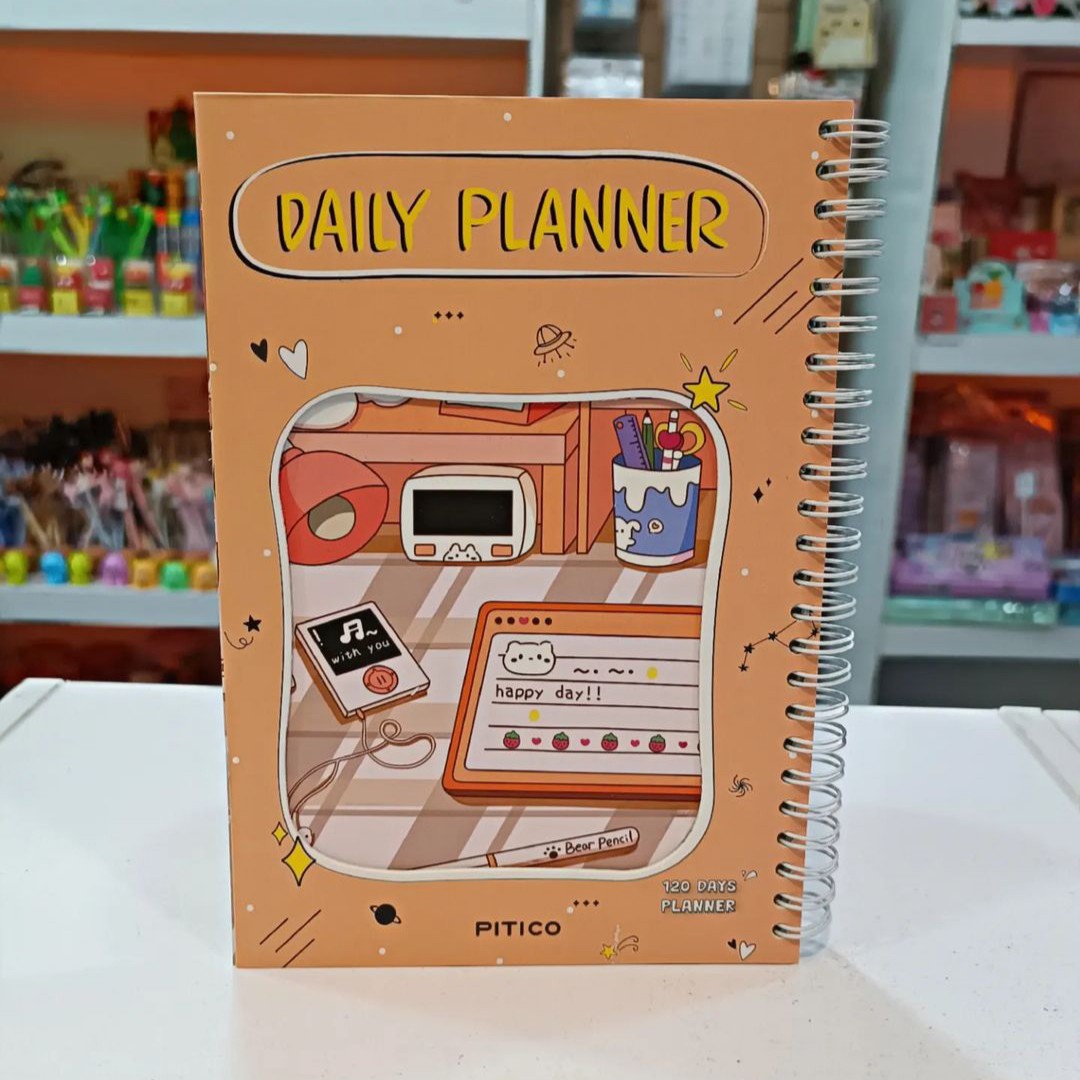 DAILY PLANNER
with you
happy day!!
Bear Pencil
120 DAYS
PLANNER
PITICO